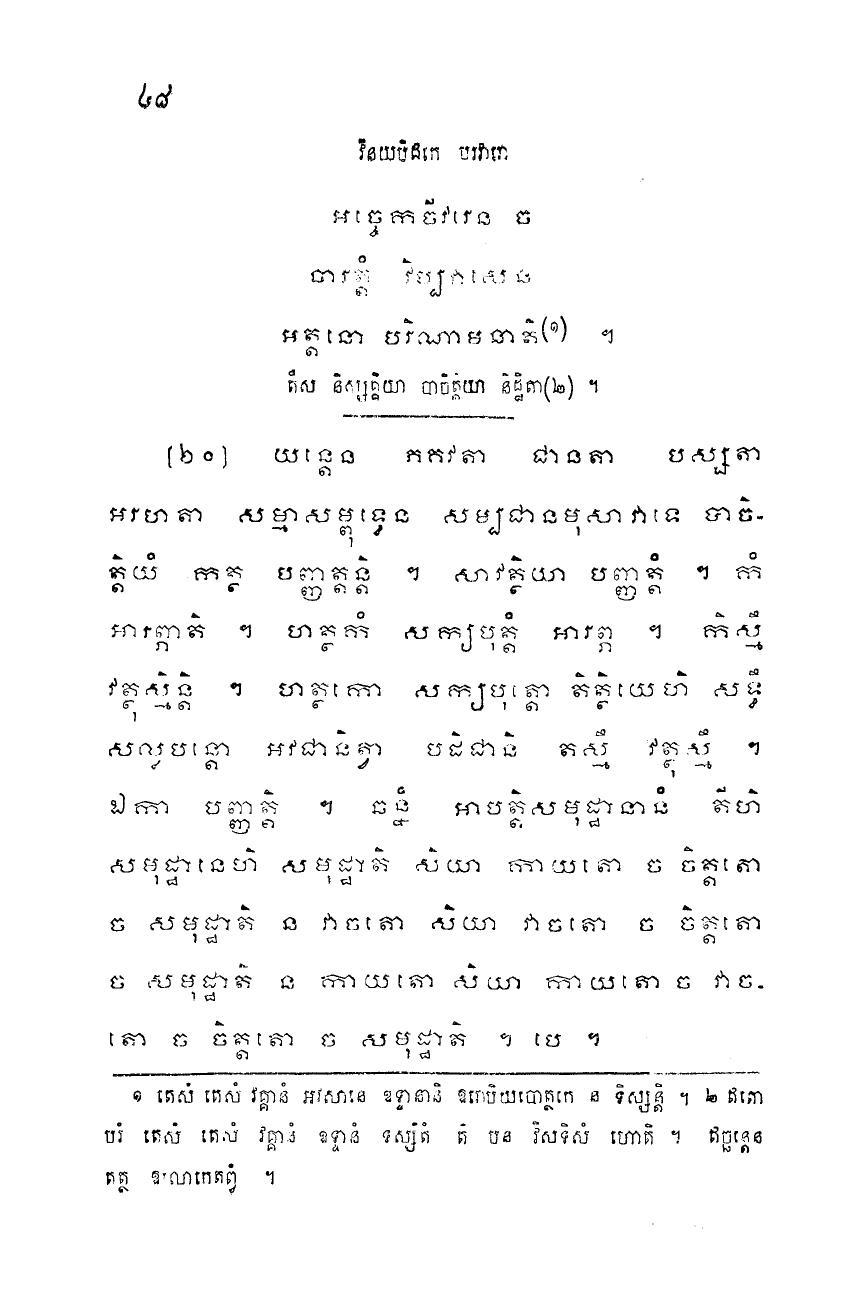 ៤៨
វិនយបិដកេ បរិវារោ
អច្ចេកចីវរេន ច
បារត្តំ វិប្បកសេន
អត្តនោ បរិណាមនាតិ(១) ។
តឹស និស្សគ្គិយា បាចិត្តិយា និដ្ឋិតា(២) ។
[២០] យន្តេន ភគវតា ជានតា បស្សតា
អរហតា សម្មាសម្ពុទ្ធេន សម្បជានមុសាវាទេ បាចិ-
ត្តិយំ កត្ថ បញ្ញត្តន្តិ ។ សាវត្ថិយា បញ្ញត្តំ ។ កំ
អារព្ភាតិ ។ ហត្ថកំ សក្យបុត្តំ អារព្ភ ។ កិស្មឹ
វត្ថុស្មិន្តិ ។ ហត្ថកោ សក្យបុត្តោ តិត្ថិយេហិ សទ្ធឹ
សល្លបន្តោ អវជានិត្វា បដិជានិ តស្មឹ វត្ថុស្មឹ ។
ឯកា បញ្ញត្តិ ។ ឆន្នំ អាបត្តិសមុដ្ឋានានំ តីហិ
សមុដ្ឋានេហិ សមុដ្ឋាតិ សិយា កាយតោ ច ចិត្តតោ
ច សមុដ្ឋាតិ ន វាចតោ សិយា វាចតោ ច ចិត្តតោ
ច សមុដ្ឋាតិ ន កាយតោ សិយា កាយតោ ច វាច-
តោ ច ចិត្តតោ ច សមុដ្ឋាតិ ។ បេ ។
១ តេសំ តេសំ វគ្គានំ អវសានេ ឧទ្ទានានិ ឧរោបិយបោត្ថកេ ន ទិស្សន្តិ ។ ២ ឥតោ
បរំ តេសំ តេសំ វគ្គានំ ឧទ្ទានំ ទស្សិតំ តំ បន វិសទិសំ ហោតិ ។ ឥច្ឆន្តេន
តត្ថ ឱលោកេតព្វំ ។